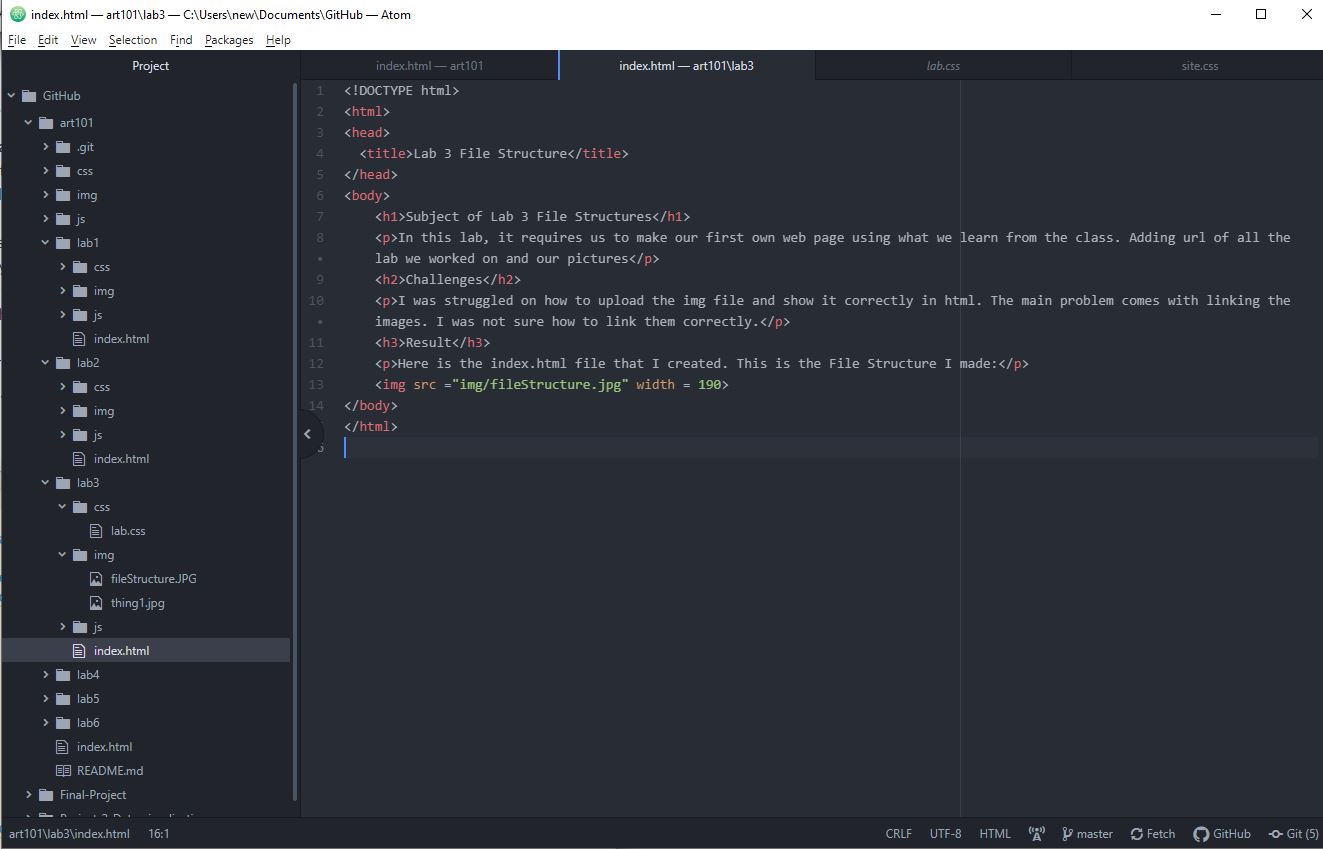 index.html — art101\lab3 — C:\Users\new\Documents\GitHub — Atom
File Edit View Selection Find Packages Help
Project
index.html — art101
index.html — art101\lab3
lab.css
site.css
GitHub
art101
.git
css
img
js
lab1
css
img
js
index.html
lab2
css
img
js
index.html
lab3
css
lab.css
img
fileStructure.JPG
thing1.jpg
js
index.html
lab4
lab5
lab6
index.html
README.md
Final-Project
1 <!DOCTYPE html>
2 <html>
3 <head>
4 <title>Lab 3 File Structure</title>
5 </head>
6 <body>
7 <h1>Subject of Lab 3 File Structures</h1>
8 <p>In this lab, it requires us to make our first own web page using what we learn from the class. Adding url of all the
• lab we worked on and our pictures</p>
9 <h2>Challenges</h2>
10 <p>I was struggled on how to upload the img file and show it correctly in html. The main problem comes with linking the
• images. I was not sure how to link them correctly.</p>
11 <h3>Result</h3>
12 <p>Here is the index.html file that I created. This is the File Structure I made:</p>
13 <img src ="img/fileStructure.jpg" width = 190>
14 </body>
</html>
art101\lab3\index.html 16:1
CRLF UTF-8 HTML master Fetch GitHub Git (5)